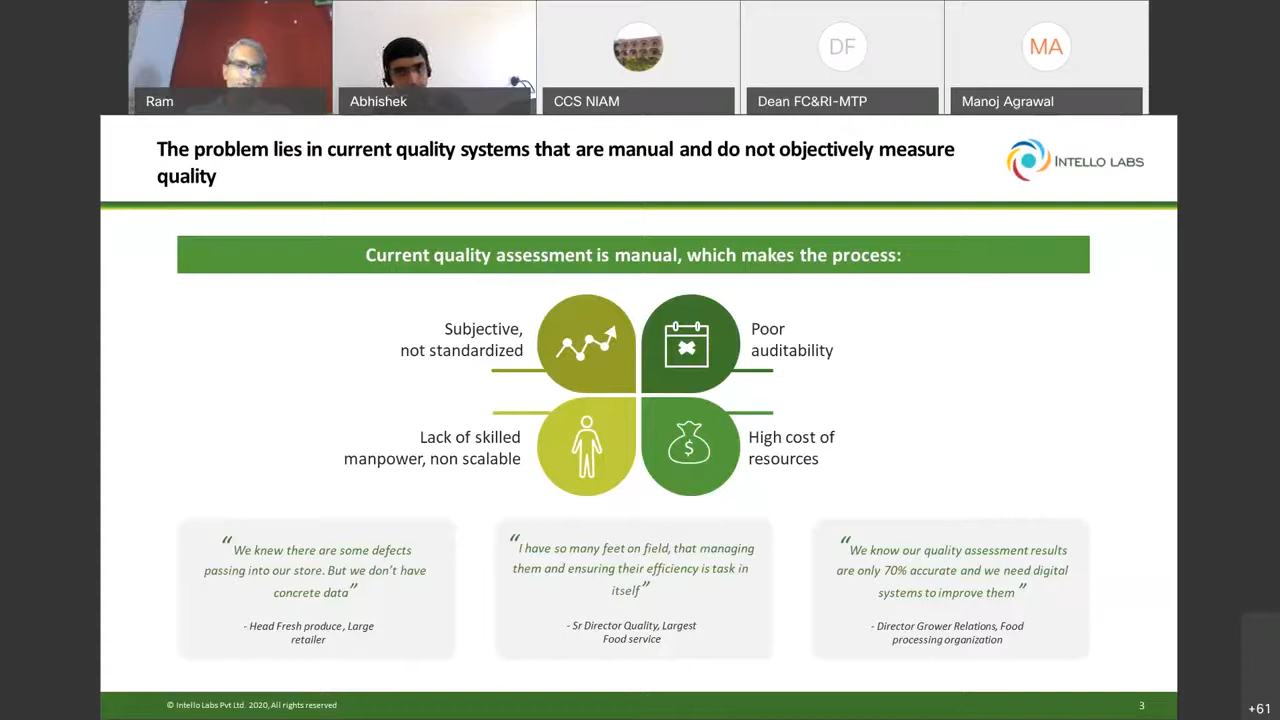 Ram
Abhishek
CCS NIAM
DF
Dean FC&RI-MTP
MA
Manoj Agrawal
The problem lies in current quality systems that are manual and do not objectively measure
quality
INTELLO LABS
Current quality assessment is manual, which makes the process:
Subjective,
not standardized
Poor
auditability
Lack of skilled
manpower, non scalable
$
High cost of
resources
“We knew there are some defects
passing into our store. But we don’t have
concrete data”
- Head Fresh produce, Large
retailer
“I have so many feet on field, that managing
them and ensuring their efficiency is task in
itself”
- Sr Director Quality, Largest
Food service
“We know our quality assessment results
are only 70% accurate and we need digital
systems to improve them”
- Director Grower Relations, Food
processing organization
© Intello Labs Pvt Ltd. 2020, All rights reserved
3
+61